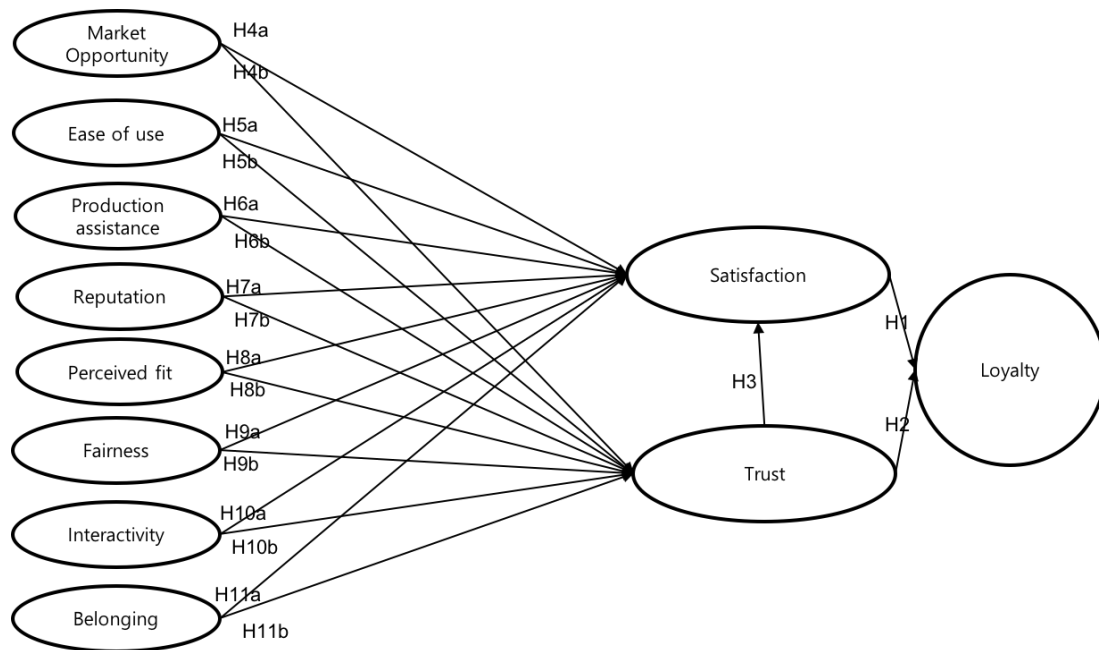 Market
Opportunity
H4a
H4b
Ease of use
H5a
H5b
Production
assistance
H6a
H6b
Reputation
H7a
H7b
Perceived fit
H8a
H8b
Fairness
H9a
H9b
Interactivity
H10a
H10b
Belonging
H11a
H11b
Satisfaction
H1
H3
Loyalty
H2
Trust